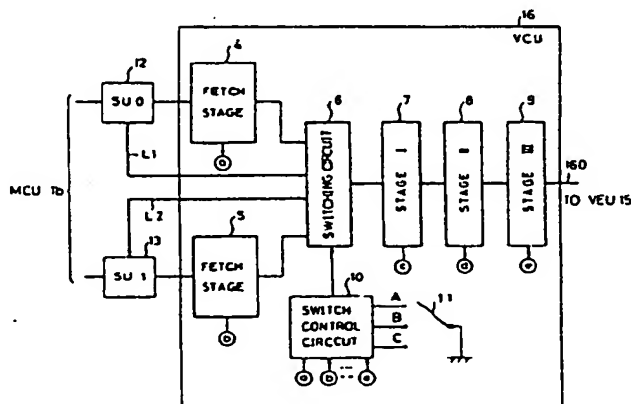 16
VCU
4
12
6
7
8
9
SU 0
FETCH
STAGE
a
L1
SWITCHING CIRCUIT
STAGE I
STAGE II
STAGE III
160
MCU 1b
TO VEU 15
L2
5
13
SU 1
FETCH
STAGE
b
c
d
e
10
11
SWITCH
CONTROL
CIRCCUT
A
B
C
a b --- e